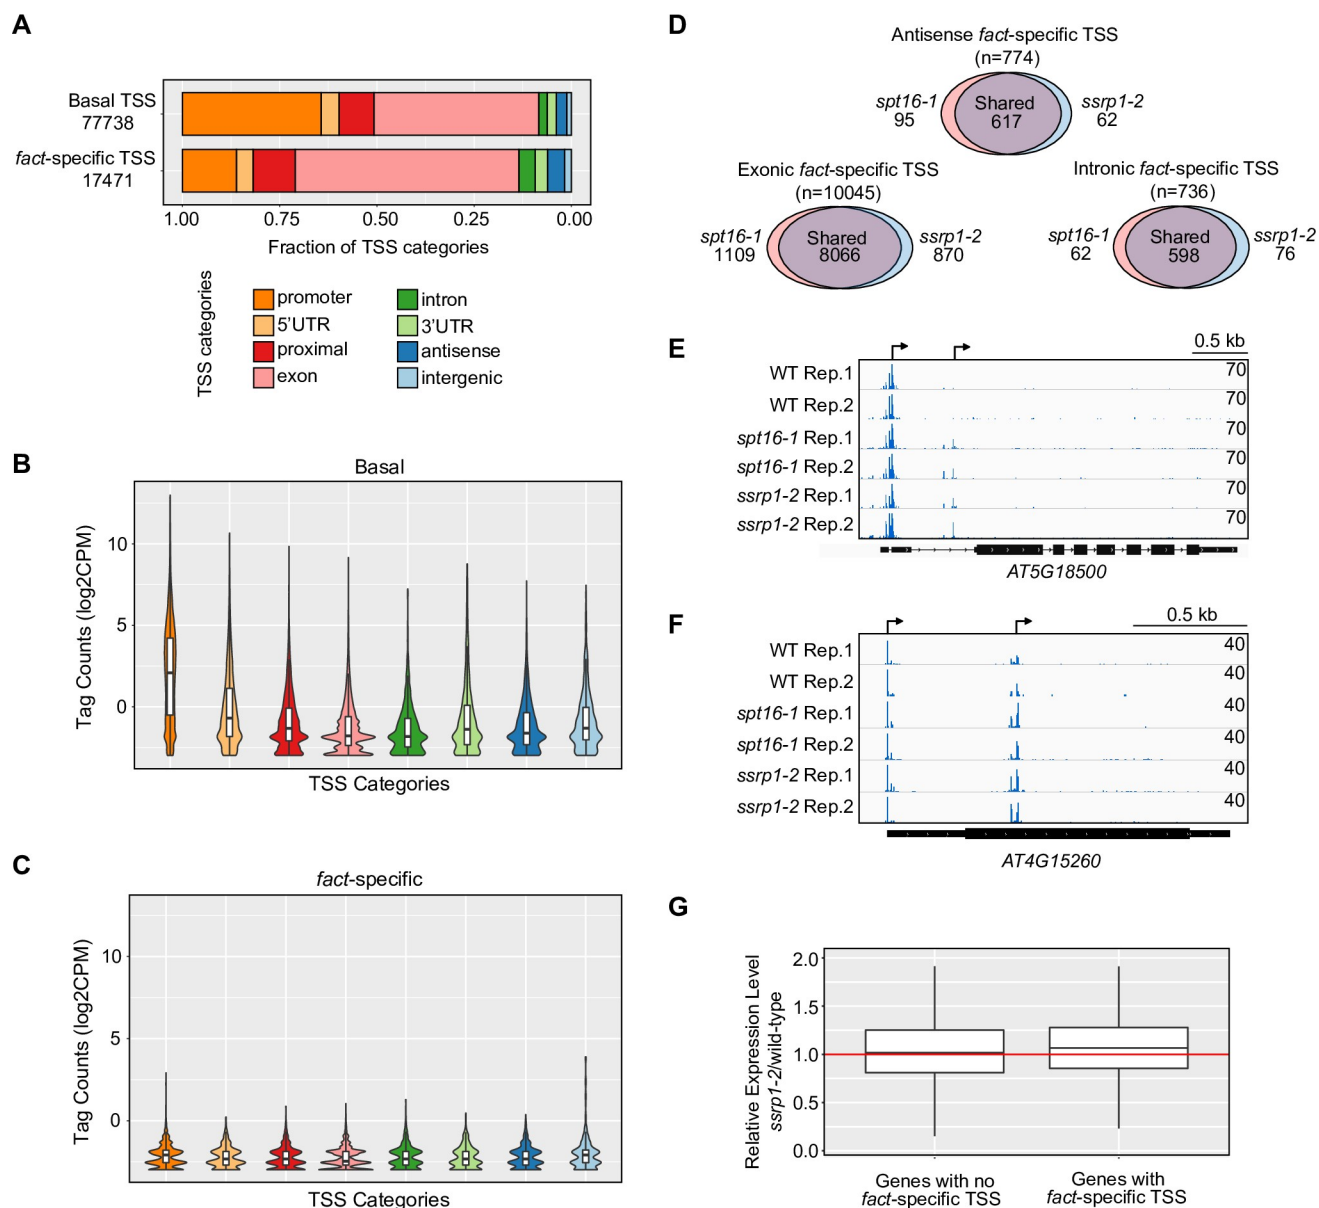 A
Basal TSS
77738
fact-specific TSS
17471
1.00 0.75 0.50 0.25 0.00
Fraction of TSS categories
TSS categories
promoter
5'UTR
proximal
exon
intron
3'UTR
antisense
intergenic
B
Basal
Tag Counts (log2CPM)
10
5
0
TSS Categories
C
fact-specific
Tag Counts (log2CPM)
10
5
0
TSS Categories
D
Antisense fact-specific TSS
(n=774)
spt16-1
95
Shared
617
ssrp1-2
62
Exonic fact-specific TSS
(n=10045)
spt16-1
1109
Shared
8066
ssrp1-2
870
Intronic fact-specific TSS
(n=736)
spt16-1
62
Shared
598
ssrp1-2
76
E
0.5 kb
WT Rep.1 70
WT Rep.2 70
spt16-1 Rep.1 70
spt16-1 Rep.2 70
ssrp1-2 Rep.1 70
ssrp1-2 Rep.2 70
AT5G18500
F
0.5 kb
WT Rep.1 40
WT Rep.2 40
spt16-1 Rep.1 40
spt16-1 Rep.2 40
ssrp1-2 Rep.1 40
ssrp1-2 Rep.2 40
AT4G15260
G
Relative Expression Level
ssrp1-2/wild-type
2.0
1.5
1.0
0.5
0.0
Genes with no
fact-specific TSS
Genes with
fact-specific TSS